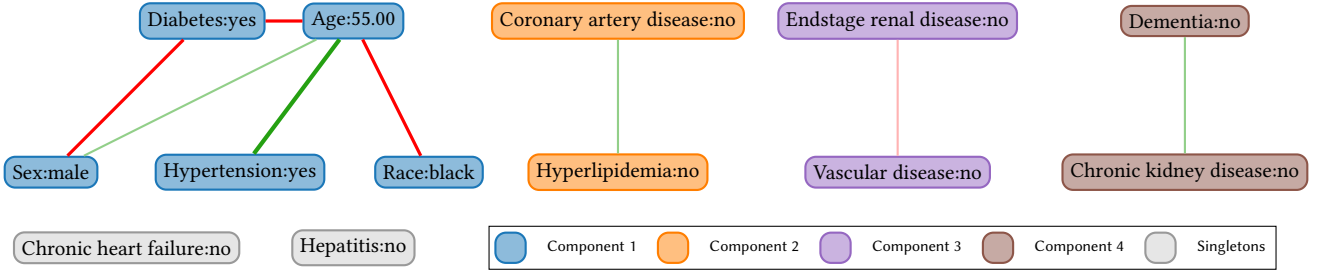 Diabetes:yes
Age:55.00
Coronary artery disease:no
Endstage renal disease:no
Dementia:no
Sex:male
Hypertension:yes
Race:black
Hyperlipidemia:no
Vascular disease:no
Chronic kidney disease:no
Chronic heart failure:no
Hepatitis:no
Component 1
Component 2
Component 3
Component 4
Singletons